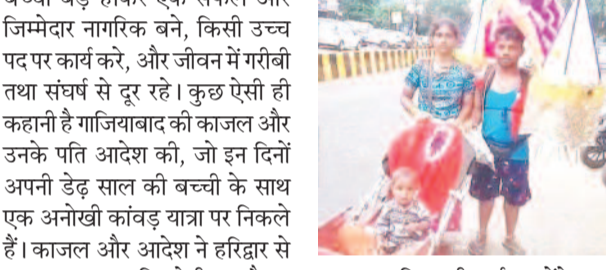 जिम्मेदार नागरिक बने, किसी उच्च
पद पर कार्य करे, और जीवन में गरीबी
तथा संघर्ष से दूर रहे। कुछ ऐसी ही
कहानी है गाजियाबाद की काजल और
उनके पति आदेश की, जो इन दिनों
अपनी डेढ़ साल की बच्ची के साथ
एक अनोखी कांवड़ यात्रा पर निकले
हैं। काजल और आदेश ने हरिद्वार से